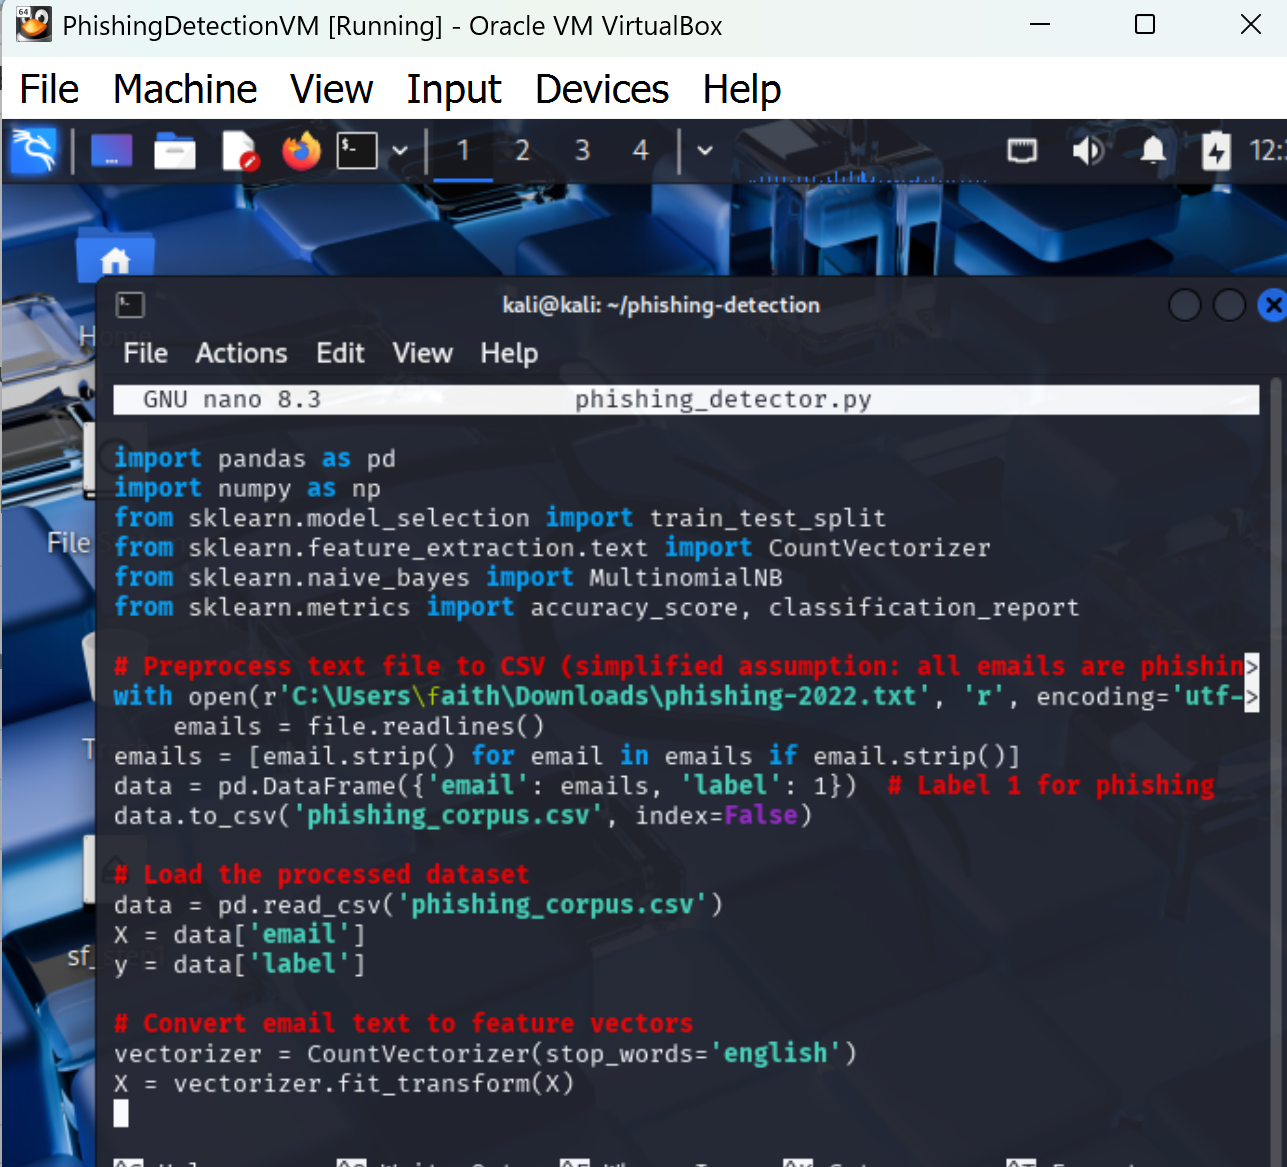 64
PhishingDetectionVM [Running] - Oracle VM VirtualBox
File Machine View Input Devices Help
$-
1 2 3 4
kali@kali: ~/phishing-detection
File Actions Edit View Help
GNU nano 8.3 phishing_detector.py
import pandas as pd
import numpy as np
from sklearn.model_selection import train_test_split
from sklearn.feature_extraction.text import CountVectorizer
from sklearn.naive_bayes import MultinomialNB
from sklearn.metrics import accuracy_score, classification_report
# Preprocess text file to CSV (simplified assumption: all emails are phishin>
with open(r'C:\Users\faith\Downloads\phishing-2022.txt', 'r', encoding='utf->
emails = file.readlines()
emails = [email.strip() for email in emails if email.strip()]
data = pd.DataFrame({'email': emails, 'label': 1}) # Label 1 for phishing
data.to_csv('phishing_corpus.csv', index=False)
# Load the processed dataset
data = pd.read_csv('phishing_corpus.csv')
X = data['email']
y = data['label']
# Convert email text to feature vectors
vectorizer = CountVectorizer(stop_words='english')
X = vectorizer.fit_transform(X)
Home
File
sf_